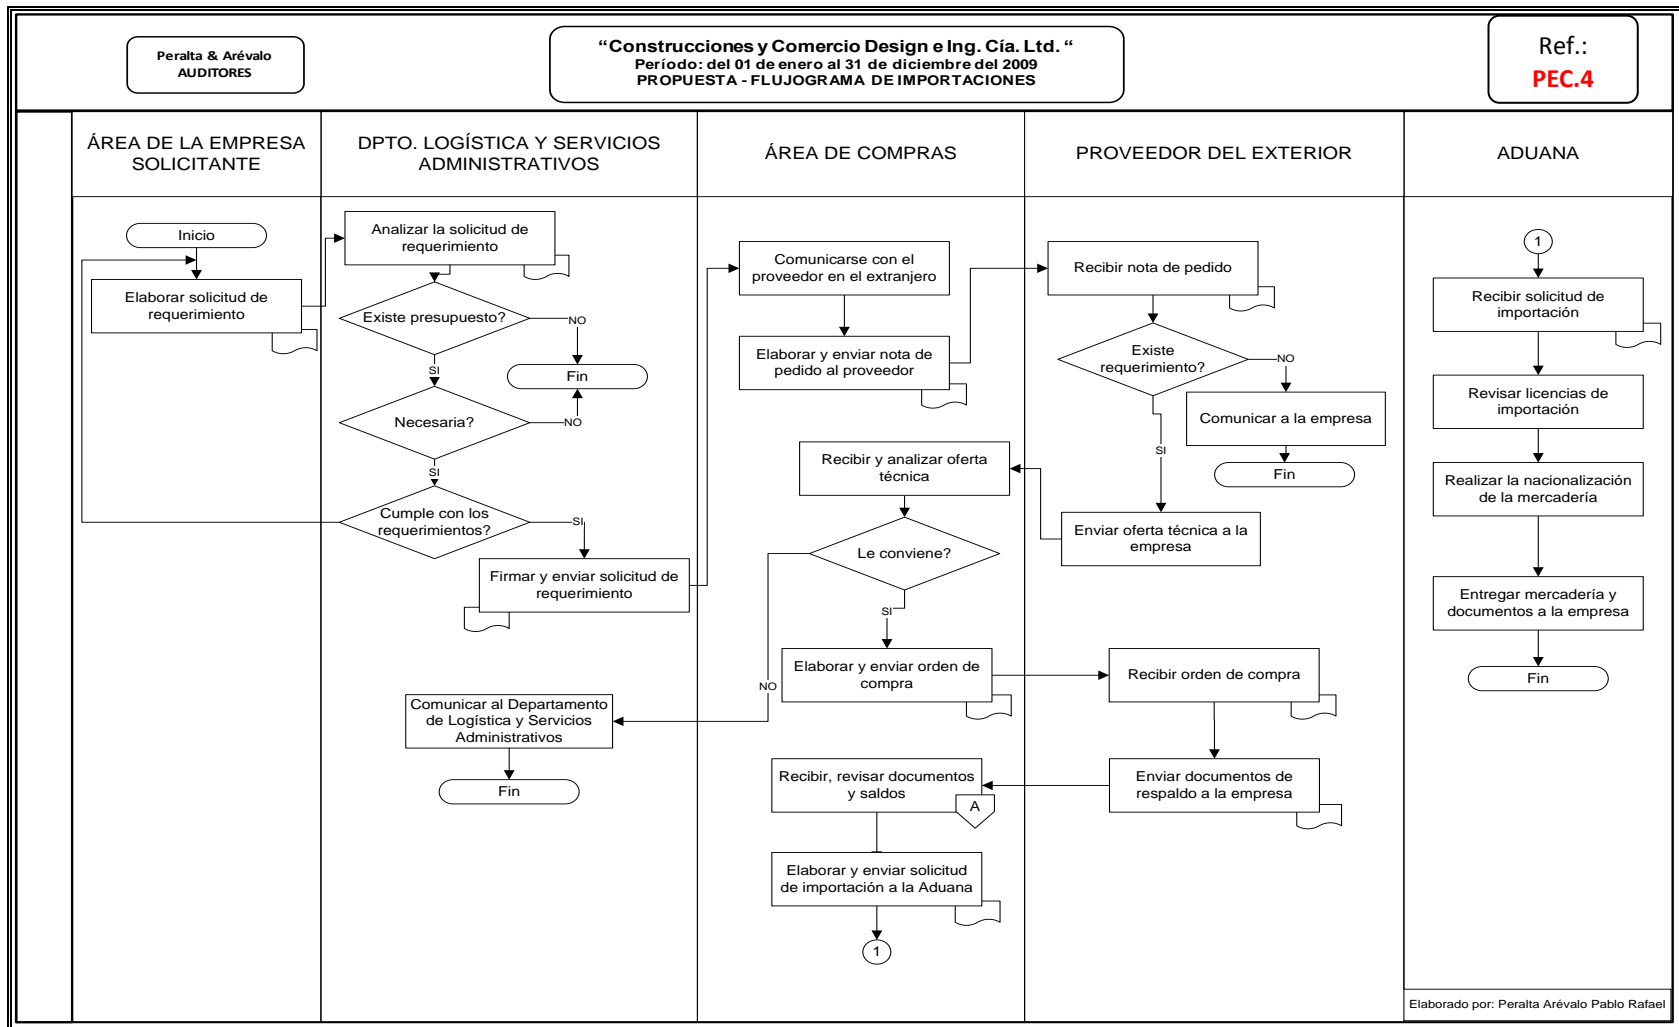 Peralta & Arévalo
AUDITORES
“Construcciones y Comercio Design e Ing. Cía. Ltd. “
Período: del 01 de enero al 31 de diciembre del 2009
PROPUESTA - FLUJOGRAMA DE IMPORTACIONES
Ref.:
PEC.4
ÁREA DE LA EMPRESA
SOLICITANTE
DPTO. LOGÍSTICA Y SERVICIOS
ADMINISTRATIVOS
ÁREA DE COMPRAS
PROVEEDOR DEL EXTERIOR
ADUANA
Inicio
Elaborar solicitud de
requerimiento
Analizar la solicitud de
requerimiento
Existe presupuesto?
NO
SI
Fin
Necesaria?
NO
SI
Cumple con los
requerimientos?
SI
Firmar y enviar solicitud de
requerimiento
Comunicar al Departamento
de Logística y Servicios
Administrativos
Fin
Comunicarse con el
proveedor en el extranjero
Elaborar y enviar nota de
pedido al proveedor
Recibir y analizar oferta
técnica
Le conviene?
SI
NO
Elaborar y enviar orden de
compra
Recibir, revisar documentos
y saldos
A
Elaborar y enviar solicitud
de importación a la Aduana
1
Recibir nota de pedido
Existe
requerimiento?
NO
Comunicar a la empresa
SI
Fin
Enviar oferta técnica a la
empresa
Recibir orden de compra
Enviar documentos de
respaldo a la empresa
1
Recibir solicitud de
importación
Revisar licencias de
importación
Realizar la nacionalización
de la mercadería
Entregar mercadería y
documentos a la empresa
Fin
Elaborado por: Peralta Arévalo Pablo Rafael